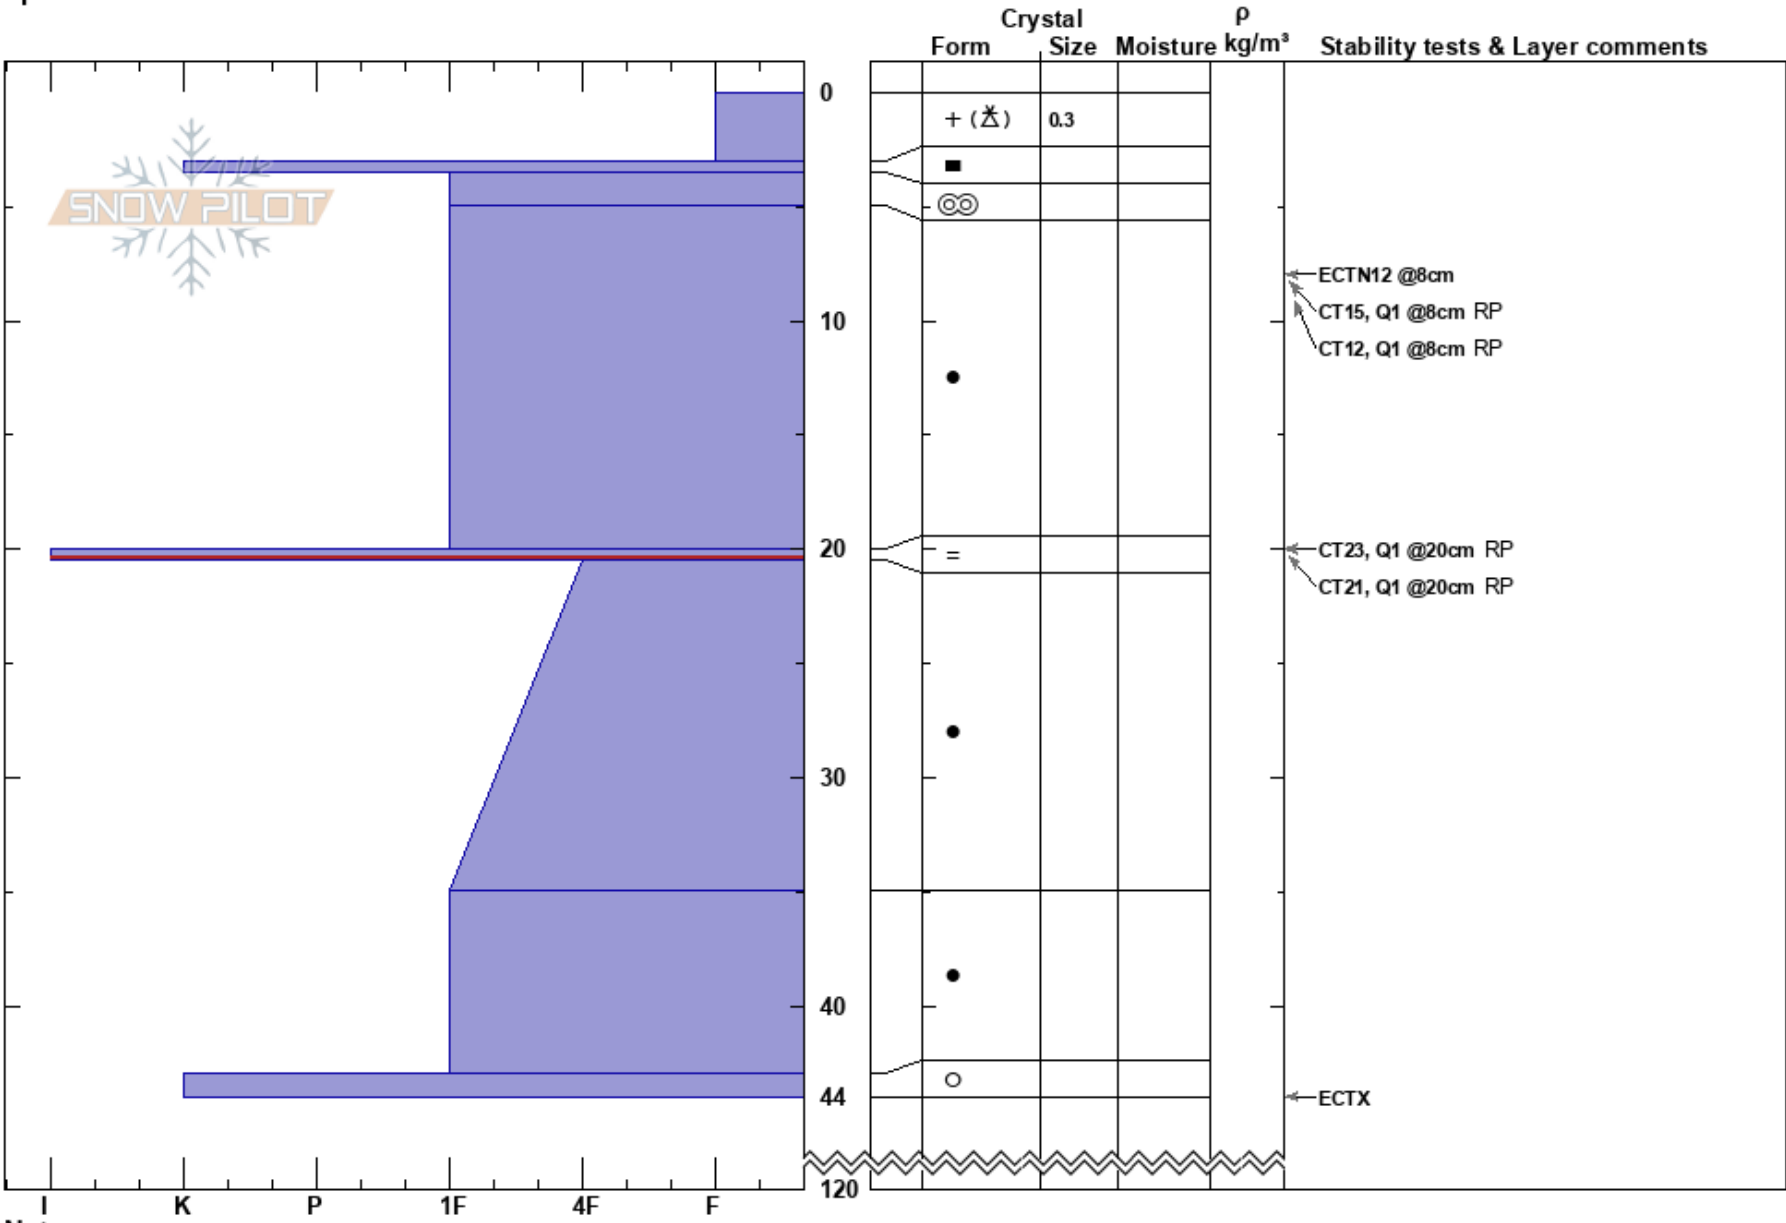 Crystal ρ
Form Size Moisture kg/m³ Stability tests & Layer comments
0
+ ( ) 0.3
SNOW PILOT
ECTN12 @8cm
10
CT15, Q1 @8cm RP
CT12, Q1 @8cm RP
20
=
CT23, Q1 @20cm RP
CT21, Q1 @20cm RP
30
40
44
ECTX
120
I K P 1F 4F F